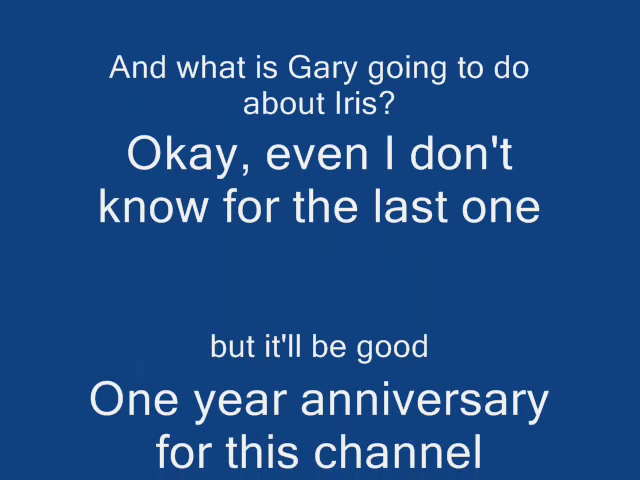 And what is Gary going to do
about Iris?
Okay, even I don't
know for the last one
but it'll be good
One year anniversary
for this channel